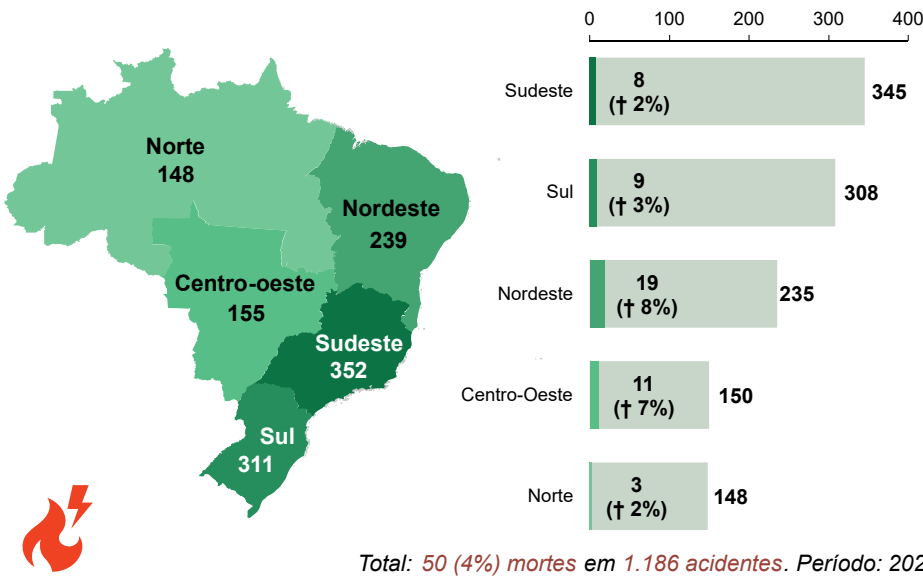 Norte
148
Nordeste
239
Centro-oeste
155
Sudeste
352
Sul
311
0 100 200 300 400
Sudeste 8 345
(† 2%)
Sul 9 308
(† 3%)
Nordeste 19 235
(† 8%)
Centro-Oeste 11 150
(† 7%)
Norte 3 148
(† 2%)
Total: 50 (4%) mortes em 1.186 acidentes. Período: 202